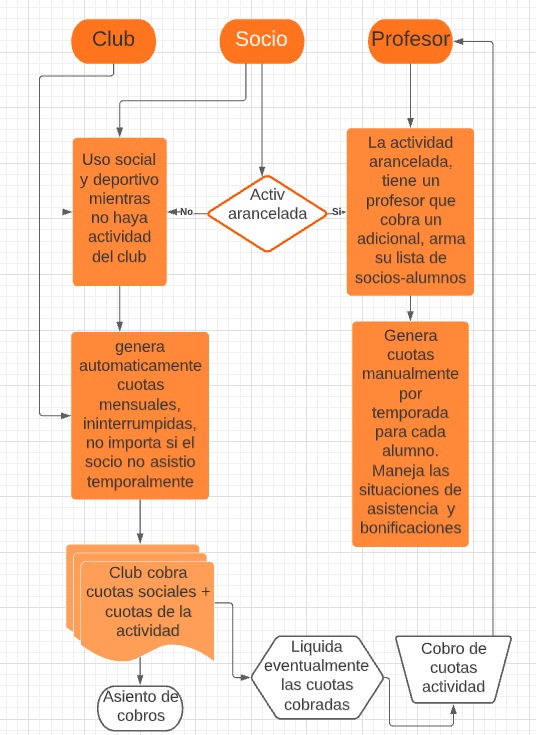 Club
Socio
Profesor
Uso social
y deportivo
mientras
no haya
actividad
del club
No
Activ
arancelada
Si
La actividad
arancelada,
tiene un
profesor que
cobra un
adicional, arma
su lista de
socios-alumnos
genera
automaticamente
cuotas
mensuales,
ininterrumpidas,
no importa si el
socio no asistio
temporalmente
Genera
cuotas
manualmente
por
temporada
para cada
alumno.
Maneja las
situaciones de
asistencia y
bonificaciones
Club cobra
cuotas sociales +
cuotas de la
actividad
Asiento de
cobros
Liquida
eventualmente
las cuotas
cobradas
Cobro de
cuotas
actividad